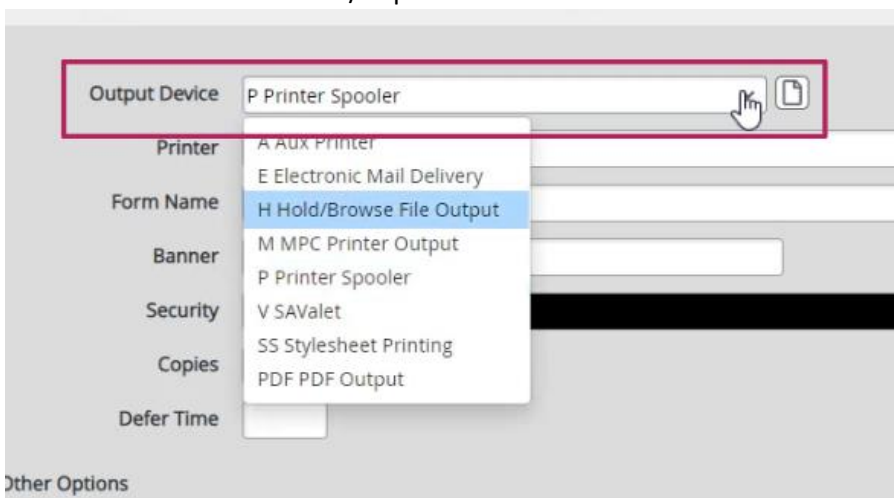 Output Device P Printer Spooler
Printer A Aux Printer
E Electronic Mail Delivery
Form Name H Hold/Browse File Output
Banner M MPC Printer Output
P Printer Spooler
Security V SAValet
SS Stylesheet Printing
Copies PDF PDF Output
Defer Time
Other Options